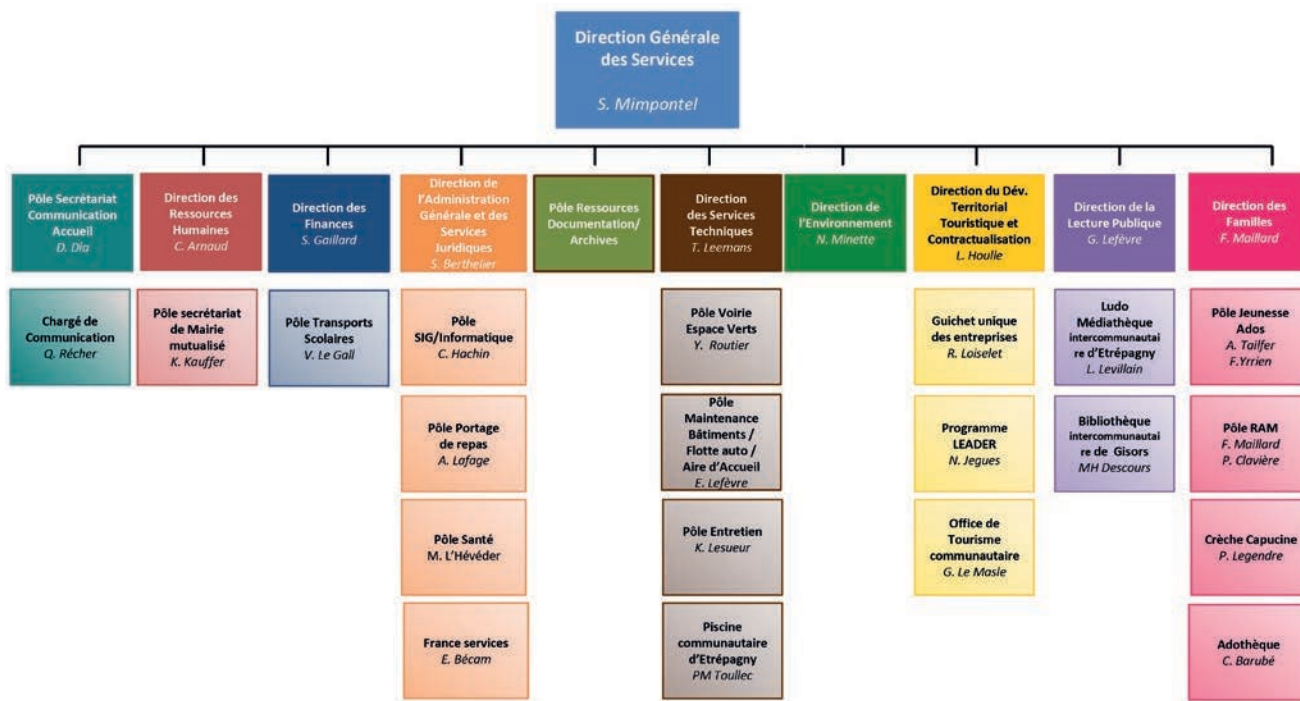 Direction Générale
des Services
S. Mimpontel
Pôle Secrétariat
Communication
Accueil
D. Dia
Direction des
Ressources
Humaines
C. Arnaud
Direction des
Finances
S. Gaillard
Direction de
l'Administration
Générale et des
Services
Juridiques
S. Berthelier
Pôle Ressources
Documentation/
Archives
Direction
des Services
Techniques
T. Leemans
Direction de
l'Environnement
N. Minette
Direction du Dév.
Territorial
Touristique et
Contractualisation
L. Houlle
Direction de la
Lecture Publique
G. Lefèvre
Direction des
Familles
F. Maillard
Chargé de
Communication
Q. Récher
Pôle secrétariat
de Mairie
mutualisé
K. Kauffer
Pôle Transports
Scolaires
V. Le Gall
Pôle
SIG/Informatique
C. Hachin
Pôle Voirie
Espace Verts
Y. Routier
Guichet unique
des entreprises
R. Loiselet
Ludo
Médiathèque
intercommunautai
re d'Etrépagny
L. Levillain
Pôle Jeunesse
Ados
A. Tailfer
F.Yrrien
Pôle Portage
de repas
A. Lafage
Pôle
Maintenance
Bâtiments /
Flotte auto /
Aire d'Accueil
E. Lefèvre
Programme
LEADER
N. Jegues
Bibliothèque
intercommunautai
re de Gisors
MH Descours
Pôle RAM
F. Maillard
P. Clavière
Pôle Santé
M. L'Hévéder
Pôle Entretien
K. Lesueur
Office de
Tourisme
communautaire
G. Le Masle
Crèche Capucine
P. Legendre
France services
E. Bécam
Piscine
communautaire
d'Etrépagny
PM Toullec
Adothèque
C. Barubé